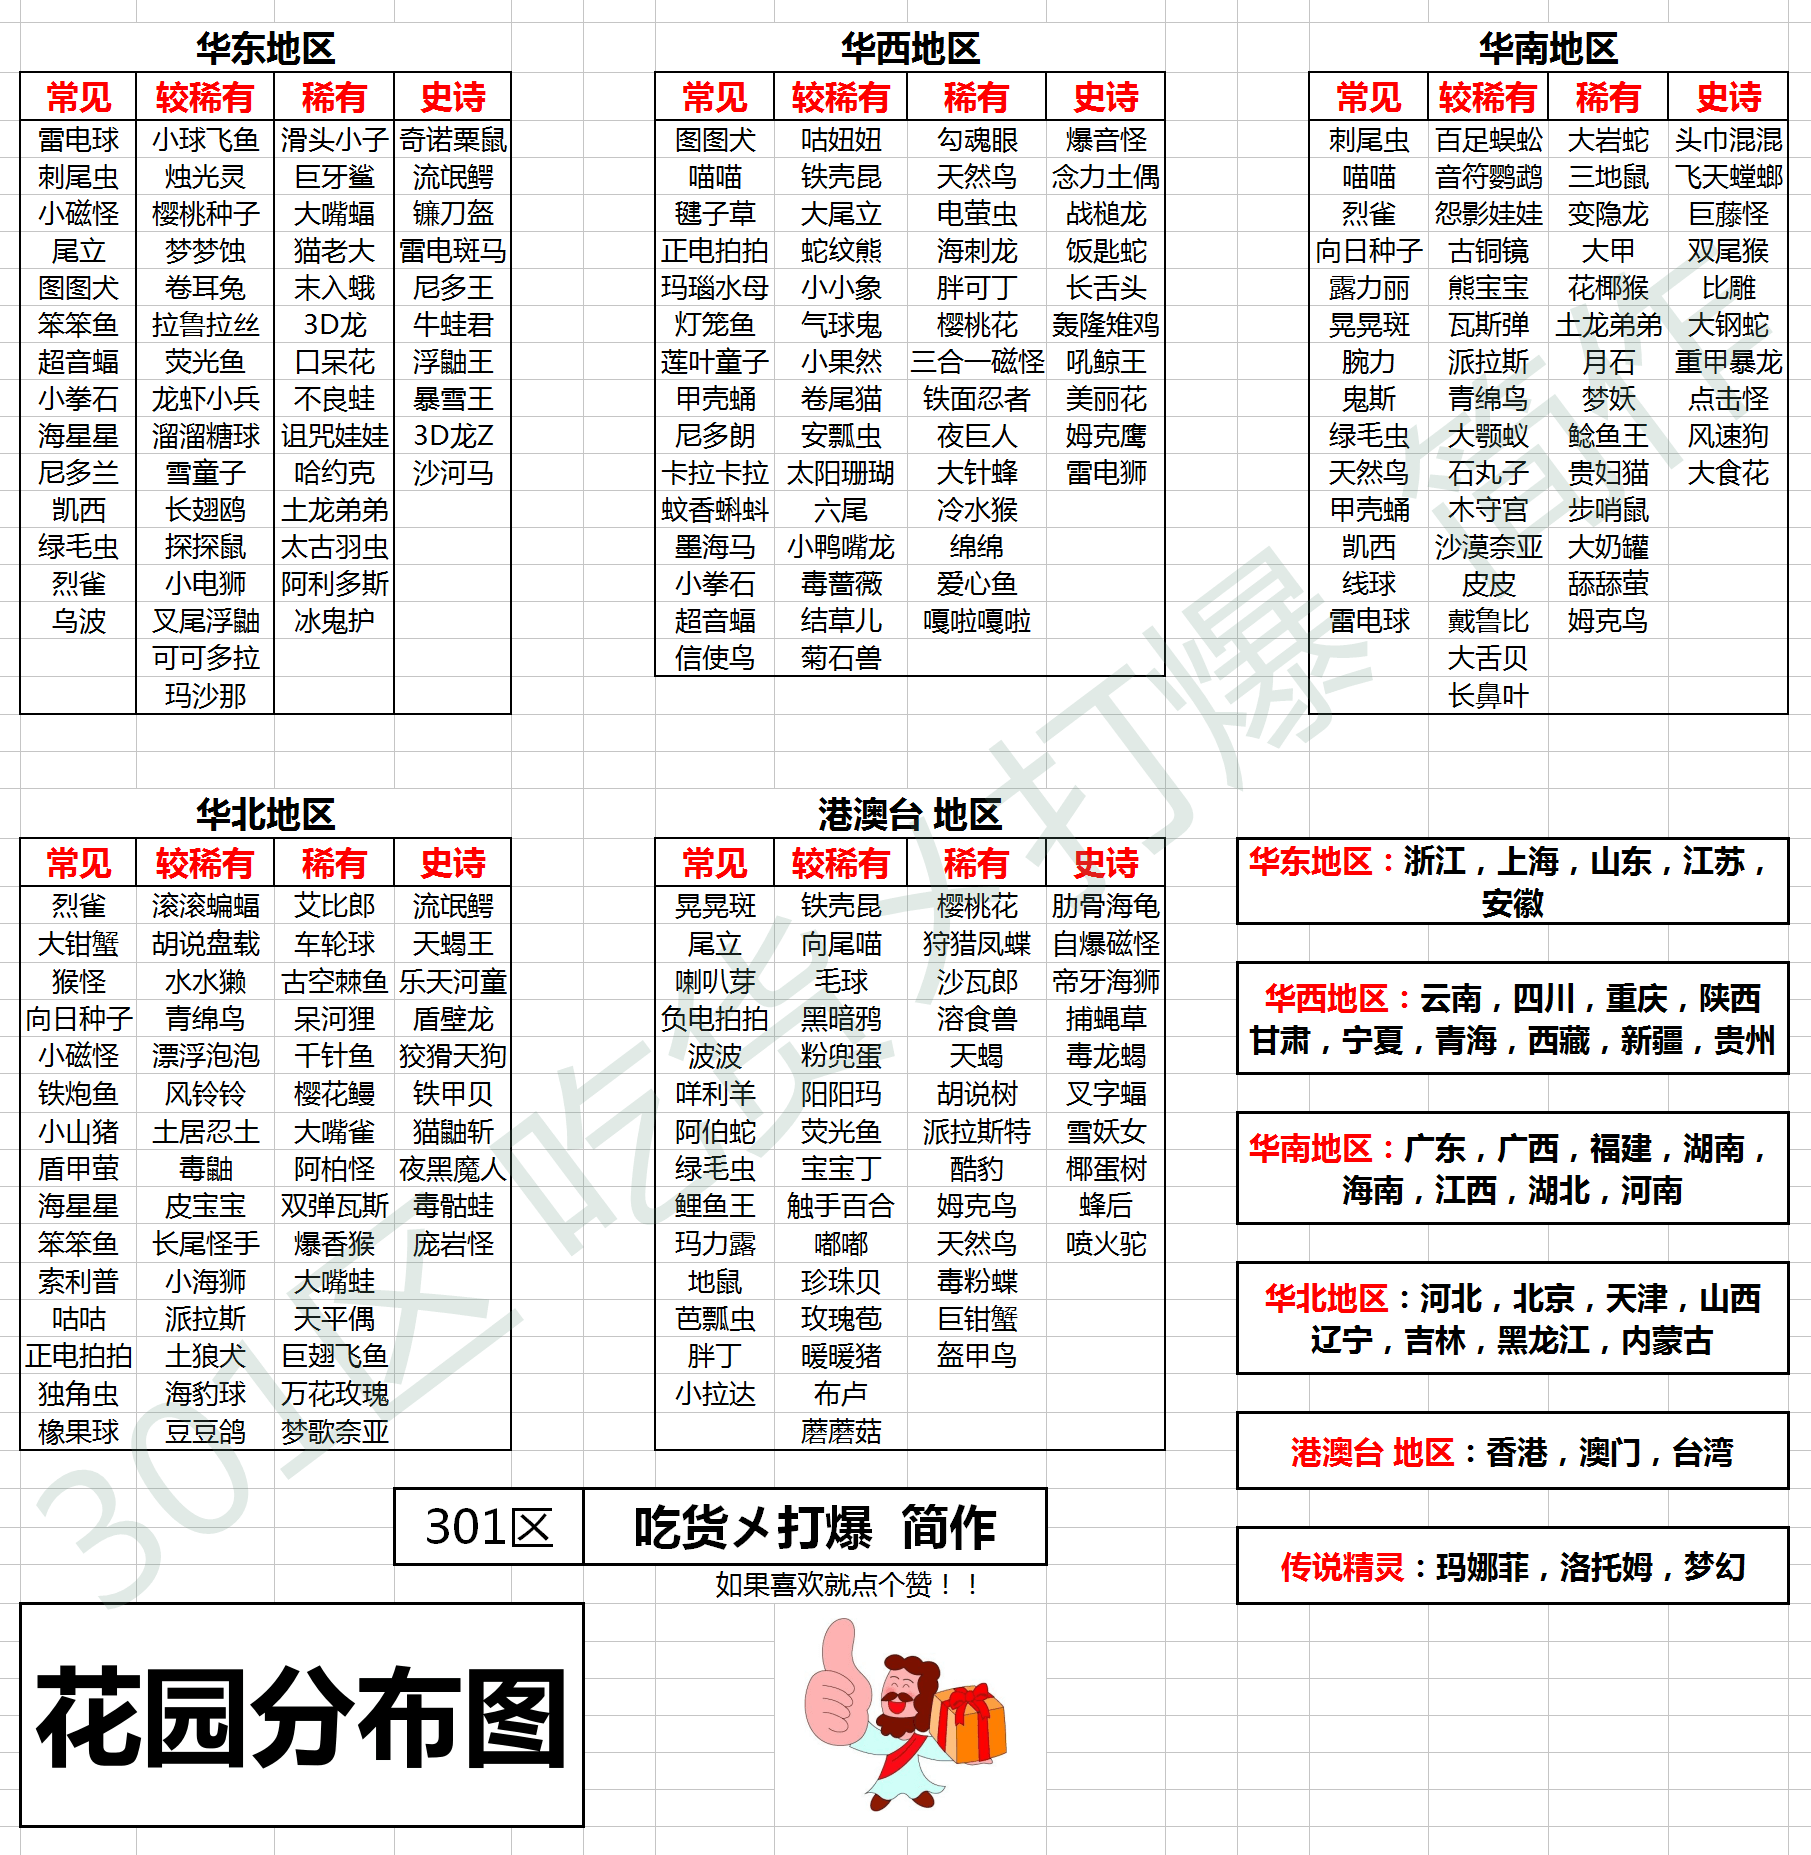 华东地区
常见 较稀有 稀有 史诗
雷电球 小球飞鱼 滑头小子 奇诺栗鼠
刺尾虫 烛光灵 巨牙鲨 流氓鳄
小磁怪 樱桃种子 大嘴蝠 镰刀盔
尾立 梦梦蚀 猫老大 雷电斑马
图图犬 卷耳兔 末入蛾 尼多王
笨笨鱼 拉鲁拉丝 3D龙 牛蛙君
超音蝠 荧光鱼 口呆花 浮鼬王
小拳石 龙虾小兵 不良蛙 暴雪王
海星星 溜溜糖球 诅咒娃娃 3D龙Z
尼多兰 雪童子 哈约克 沙河马
凯西 长翅鸥 土龙弟弟
绿毛虫 探探鼠 太古羽虫
烈雀 小电狮 阿利多斯
乌波 叉尾浮鼬 冰鬼护
可可多拉
玛沙那
华西地区
常见 较稀有 稀有 史诗
图图犬 咕妞妞 勾魂眼 爆音怪
喵喵 铁壳昆 天然鸟 念力土偶
毽子草 大尾立 电萤虫 战槌龙
正电拍拍 蛇纹熊 海刺龙 饭匙蛇
玛瑙水母 小小象 胖可丁 长舌头
灯笼鱼 气球鬼 樱桃花 轰隆雉鸡
莲叶童子 小果然 三合一磁怪 吼鲸王
甲壳蛹 卷尾猫 铁面忍者 美丽花
尼多朗 安瓢虫 夜巨人 姆克鹰
卡拉卡拉 太阳珊瑚 大针蜂 雷电狮
蚊香蝌蚪 六尾 冷水猴
墨海马 小鸭嘴龙 绵绵
小拳石 毒蔷薇 爱心鱼
超音蝠 结草儿 嘎啦嘎啦
信使鸟 菊石兽
华南地区
常见 较稀有 稀有 史诗
刺尾虫 百足蜈蚣 大岩蛇 头巾混混
喵喵 音符鹦鹉 三地鼠 飞天螳螂
烈雀 怨影娃娃 变隐龙 巨藤怪
向日种子 古铜镜 大甲 双尾猴
露力丽 熊宝宝 花椰猴 比雕
晃晃斑 瓦斯弹 土龙弟弟 大钢蛇
腕力 派拉斯 月石 重甲暴龙
鬼斯 青绵鸟 梦妖 点击怪
绿毛虫 大颚蚁 鲶鱼王 风速狗
天然鸟 石丸子 贵妇猫 大食花
甲壳蛹 木守宫 步哨鼠
凯西 沙漠奈亚 大奶罐
线球 皮皮 舔舔萤
雷电球 戴鲁比 姆克鸟
大舌贝
长鼻叶
华北地区
常见 较稀有 稀有 史诗
烈雀 滚滚蝙蝠 艾比郎 流氓鳄
大钳蟹 胡说盘栽 车轮球 天蝎王
猴怪 水水獭 古空棘鱼 乐天河童
向日种子 青绵鸟 呆河狸 盾壁龙
小磁怪 漂浮泡泡 千针鱼 狡猾天狗
铁炮鱼 风铃铃 樱花鳗 铁甲贝
小山猪 土居忍士 大嘴雀 猫鼬斩
盾甲萤 毒鼬 阿柏怪 夜黑魔人
海星星 皮宝宝 双弹瓦斯 毒骷蛙
笨笨鱼 长尾怪手 爆香猴 庞岩怪
索利普 小海狮 大嘴蛙
咕咕 派拉斯 天平偶
正电拍拍 土狼犬 巨翅飞鱼
独角虫 海豹球 万花玫瑰
橡果球 豆豆鸽 梦歌奈亚
港澳台 地区
常见 较稀有 稀有 史诗
晃晃斑 铁壳昆 樱桃花 肋骨海龟
尾立 向尾喵 狩猎凤蝶 自爆磁怪
喇叭芽 毛球 沙瓦郎 帝牙海狮
负电拍拍 黑暗鸦 溶食兽 捕蝇草
波波 粉兜蛋 天蝎 毒龙蝎
咩利羊 阳阳玛 胡说树 叉字蝠
阿伯蛇 荧光鱼 派拉斯特 雪妖女
绿毛虫 宝宝丁 酷豹 椰蛋树
鲤鱼王 触手百合 姆克鸟 蜂后
玛力露 嘟嘟 天然鸟 喷火驼
地鼠 珍珠贝 毒粉蝶
芭瓢虫 玫瑰苞 巨钳蟹
胖丁 暖暖猪 盔甲鸟
小拉达 布卢
蘑蘑菇
华东地区：浙江，上海，山东，江苏，
安徽
华西地区：云南，四川，重庆，陕西
甘肃，宁夏，青海，西藏，新疆，贵州
华南地区：广东，广西，福建，湖南，
海南，江西，湖北，河南
华北地区：河北，北京，天津，山西
辽宁，吉林，黑龙江，内蒙古
港澳台 地区：香港，澳门，台湾
传说精灵：玛娜菲，洛托姆，梦幻
301区 吃货乄打爆 简作
如果喜欢就点个赞！！
花园分布图
301区 吃货乄打爆 简作